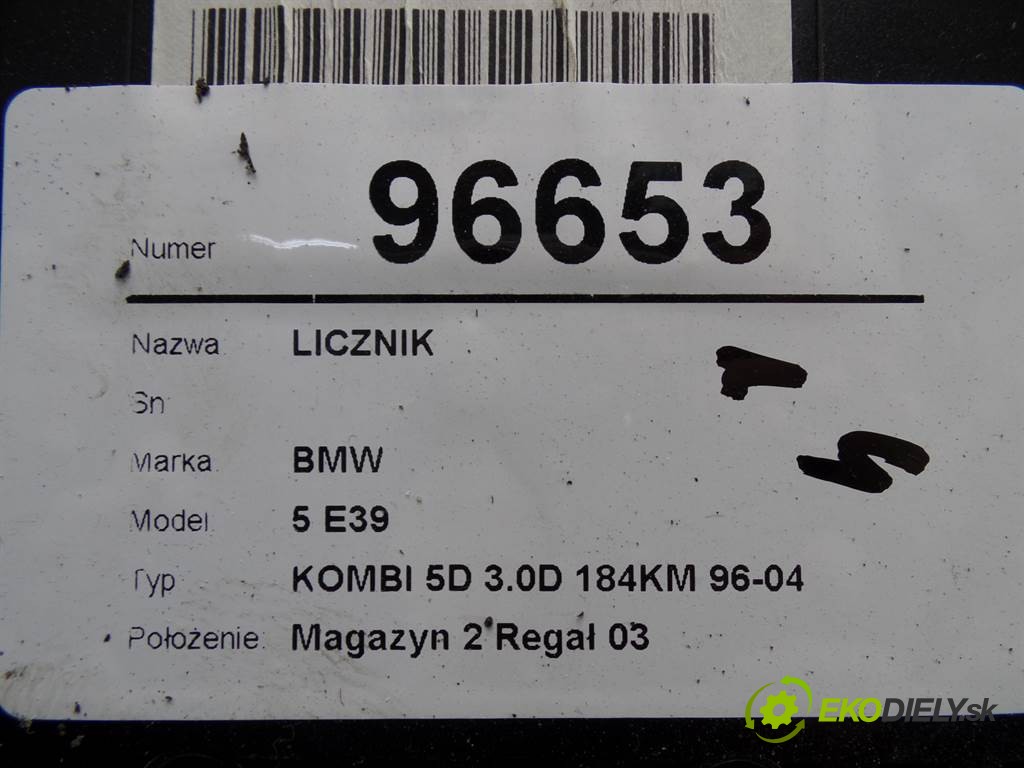 Numer 96653
Nazwa: LICZNIK
Sn:
Marka: BMW
Model: 5 E39
Typ KOMBI 5D 3.0D 184KM 96-04
Położenie: Magazyn 2 Regał 03
EKODIELY.sk